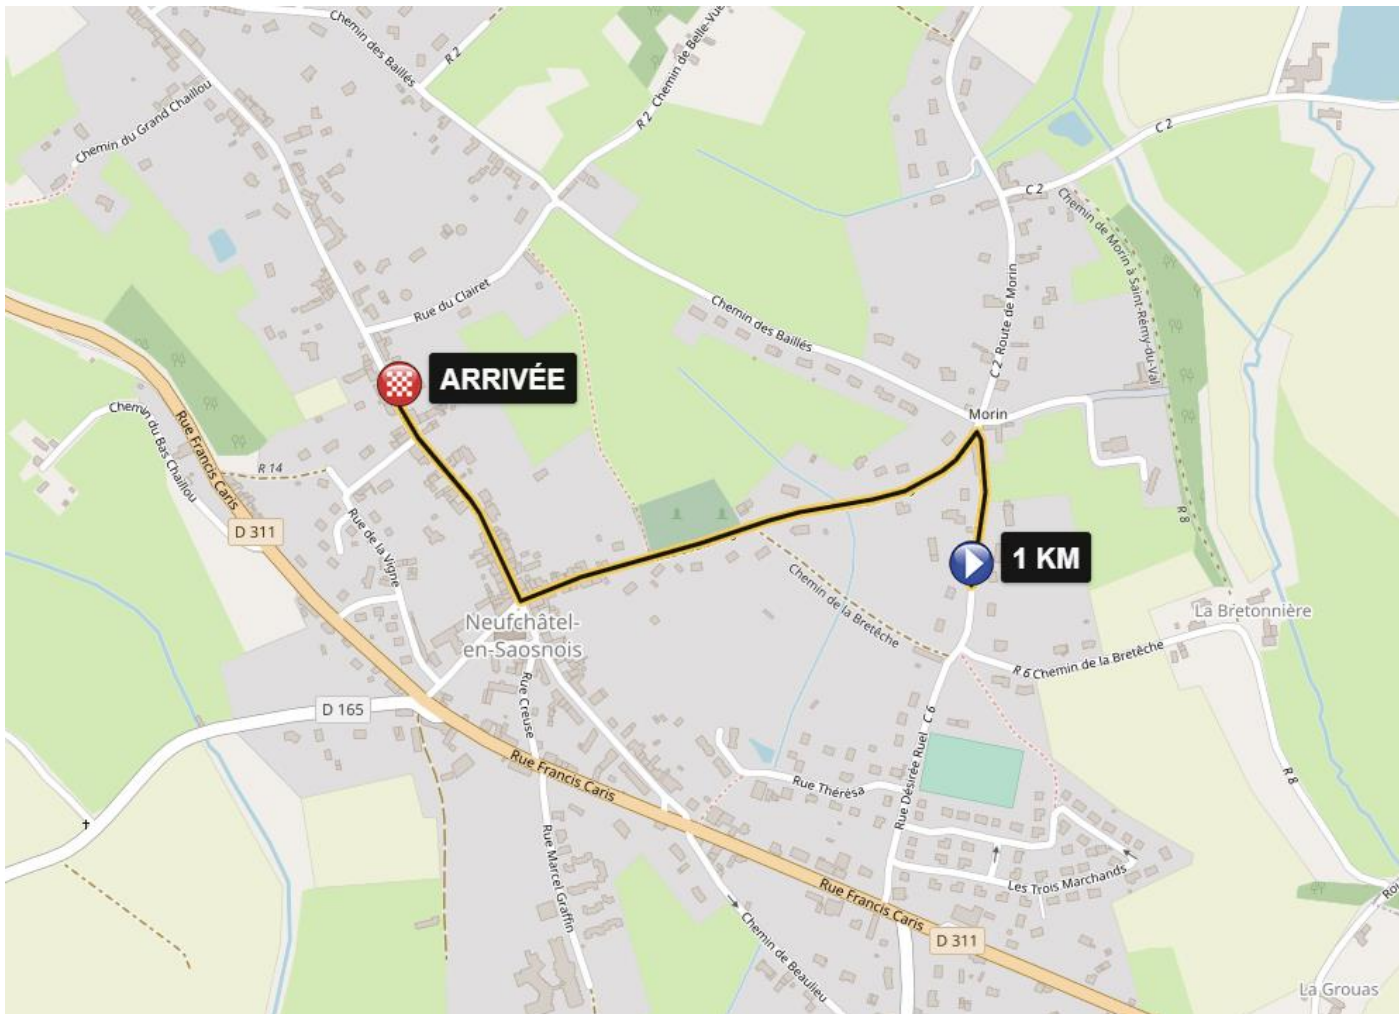 Chemin des Baillés
R 2
R 2 Chemin de Belle-Vue
Chemin du Grand Chaillou
C 2
C 2
Chemin de Morin à Saint-Rémy-du-Val
Rue du Clairet
Chemin des Baillés
C 2 Route de Morin
ARRIVÉE
Morin
Chemin du Bas Chaillou
Rue Francis Caris
R 14
D 311
Rue de la Vigne
R 8
1 KM
Chemin de la Bretêche
La Bretonnière
Neufchâtel-
en-Saosnois
R 6 Chemin de la Bretêche
D 165
Rue Creuse
Rue Désirée Ruel C 6
Rue Francis Caris
Rue Thérésa
R 8
Rue Marcel Graffin
Les Trois Marchands
Rue Francis Caris
D 311
Chemin de Beaulieu
La Grouas